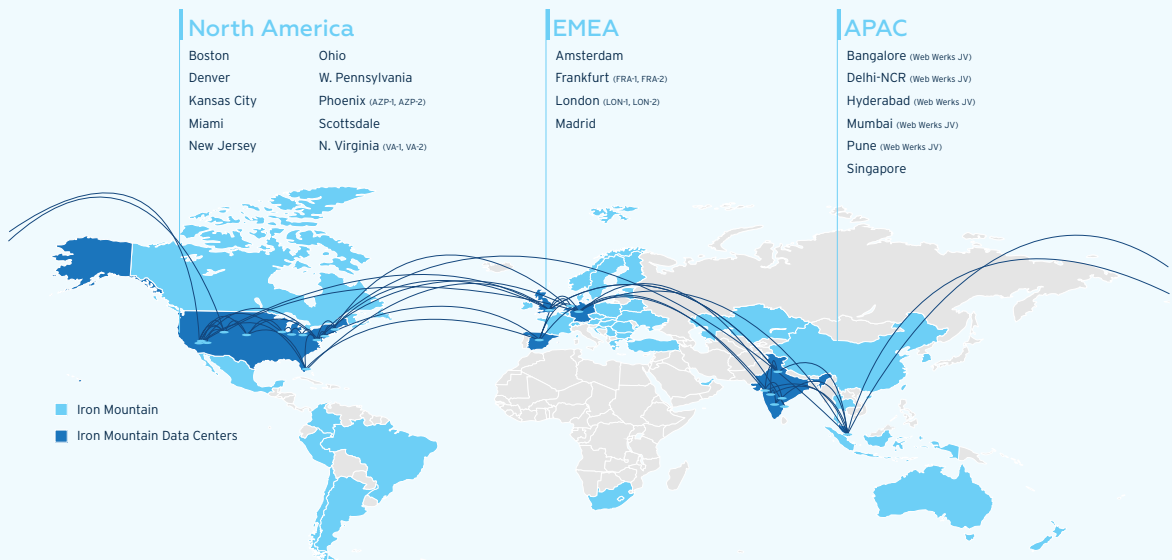 North America
Boston
Denver
Kansas City
Miami
New Jersey
Ohio
W. Pennsylvania
Phoenix (AZP-1, AZP-2)
Scottsdale
N. Virginia (VA-1, VA-2)
EMEA
Amsterdam
Frankfurt (FRA-1, FRA-2)
London (LON-1, LON-2)
Madrid
APAC
Bangalore (Web Werks JV)
Delhi-NCR (Web Werks JV)
Hyderabad (Web Werks JV)
Mumbai (Web Werks JV)
Pune (Web Werks JV)
Singapore
Iron Mountain
Iron Mountain Data Centers